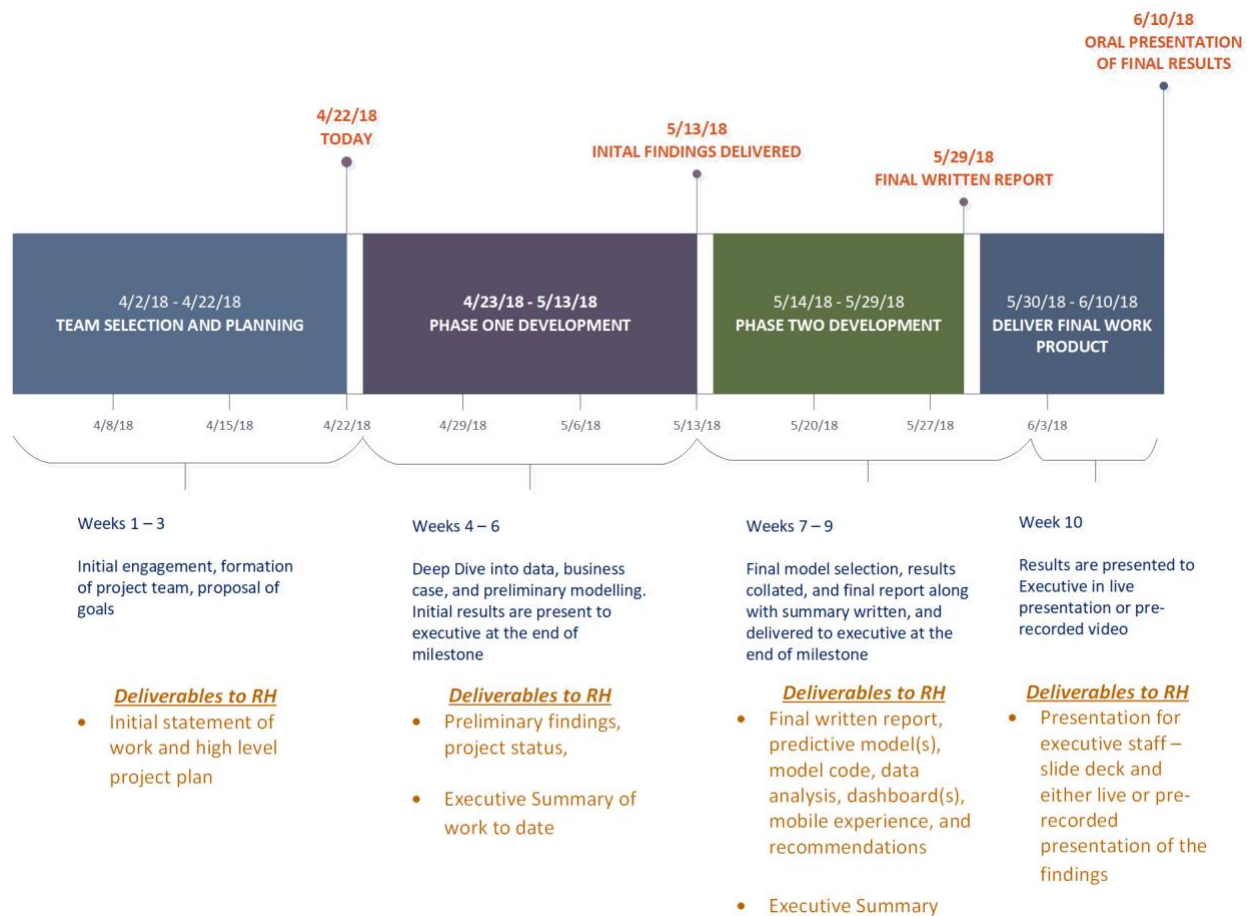 6/10/18
ORAL PRESENTATION
OF FINAL RESULTS
4/22/18
TODAY
5/13/18
INITAL FINDINGS DELIVERED
5/29/18
FINAL WRITTEN REPORT
4/2/18 - 4/22/18
TEAM SELECTION AND PLANNING
4/23/18 - 5/13/18
PHASE ONE DEVELOPMENT
5/14/18 - 5/29/18
PHASE TWO DEVELOPMENT
5/30/18 - 6/10/18
DELIVER FINAL WORK
PRODUCT
4/8/18
4/15/18
4/22/18
4/29/18
5/6/18
5/13/18
5/20/18
5/27/18
6/3/18
Weeks 1 – 3
Initial engagement, formation
of project team, proposal of
goals
Deliverables to RH
• Initial statement of
work and high level
project plan
Weeks 4 – 6
Deep Dive into data, business
case, and preliminary modelling.
Initial results are present to
executive at the end of
milestone
Deliverables to RH
• Preliminary findings,
project status,
• Executive Summary of
work to date
Weeks 7 – 9
Final model selection, results
collated, and final report along
with summary written, and
delivered to executive at the
end of milestone
Deliverables to RH
• Final written report,
predictive model(s),
model code, data
analysis, dashboard(s),
mobile experience, and
recommendations
• Executive Summary
Week 10
Results are presented to
Executive in live
presentation or pre-
recorded video
Deliverables to RH
• Presentation for
executive staff –
slide deck and
either live or pre-
recorded
presentation of the
findings